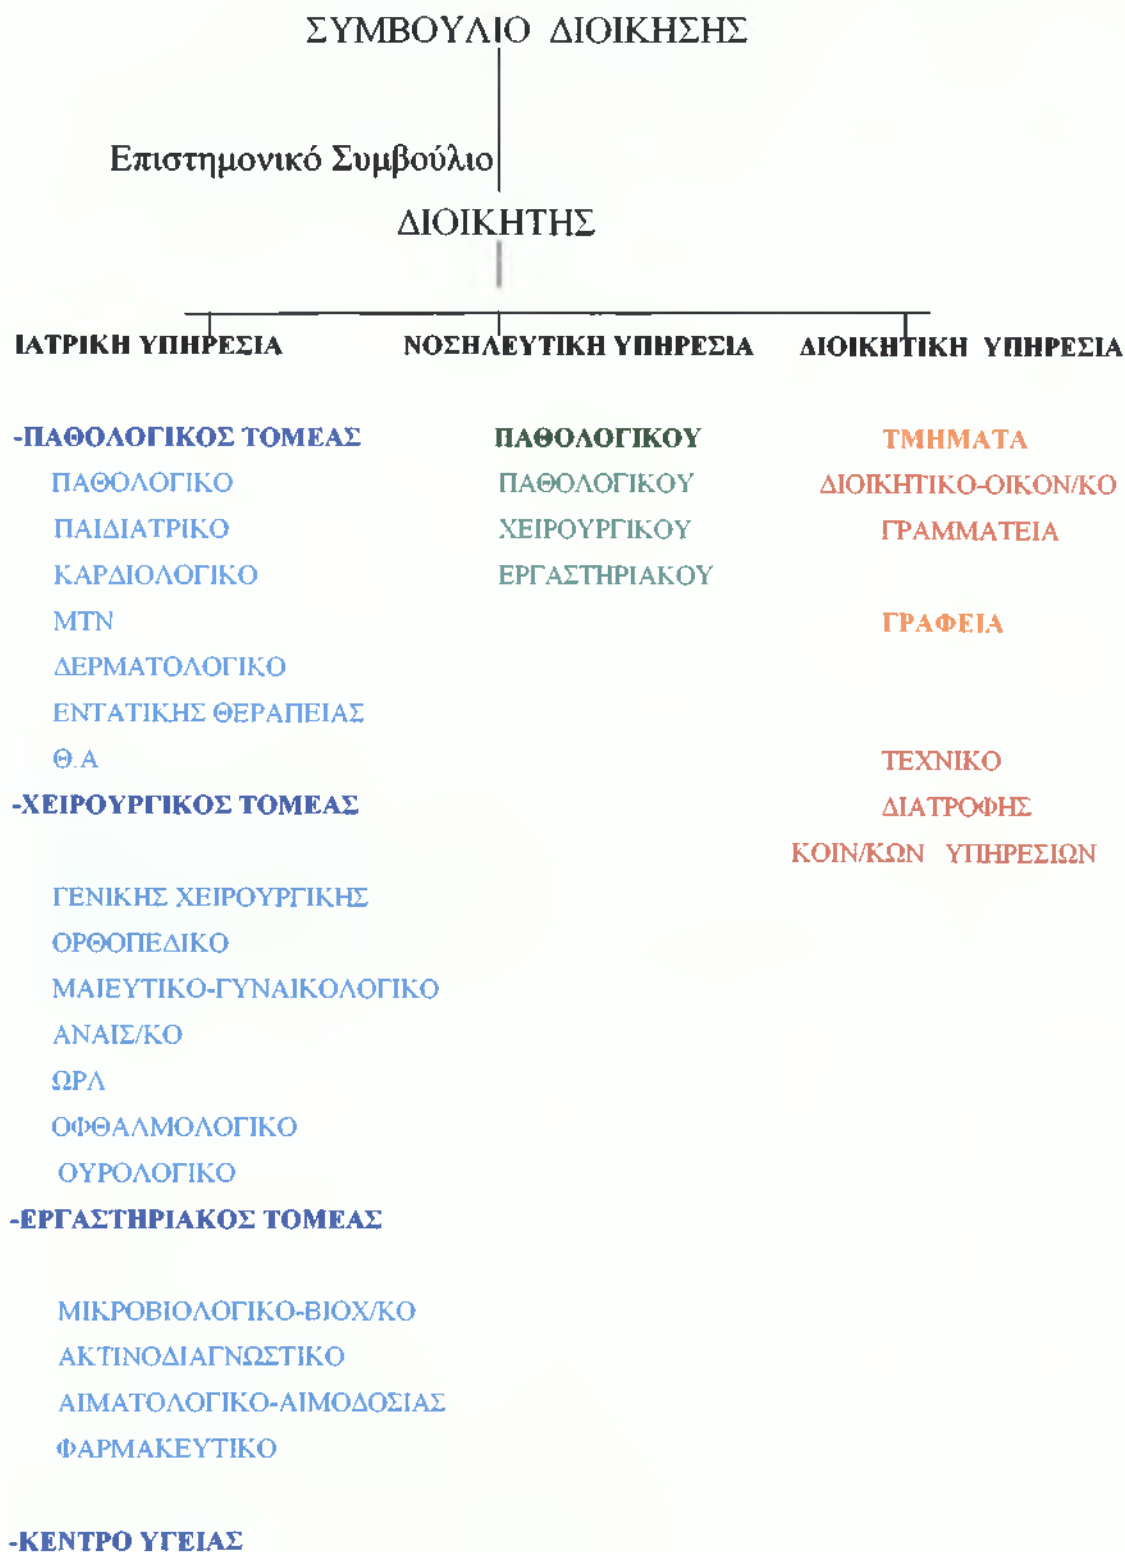 ΣΥΜΒΟΥΛΙΟ ΔΙΟΙΚΗΣΗΣ
Επιστημονικό Συμβούλιο
ΔΙΟΙΚΗΤΗΣ
ΙΑΤΡΙΚΗ ΥΠΗΡΕΣΙΑ ΝΟΣΗΛΕΥΤΙΚΗ ΥΠΗΡΕΣΙΑ ΔΙΟΙΚΗΤΙΚΗ ΥΠΗΡΕΣΙΑ
-ΠΑΘΟΛΟΓΙΚΟΣ ΤΟΜΕΑΣ ΠΑΘΟΛΟΓΙΚΟΥ ΤΜΗΜΑΤΑ
ΠΑΘΟΛΟΓΙΚΟ ΠΑΘΟΛΟΓΙΚΟΥ ΔΙΟΙΚΗΤΙΚΟ-ΟΙΚΟΝ/ΚΟ
ΠΑΙΔΙΑΤΡΙΚΟ ΧΕΙΡΟΥΡΓΙΚΟΥ ΓΡΑΜΜΑΤΕΙΑ
ΚΑΡΔΙΟΛΟΓΙΚΟ ΕΡΓΑΣΤΗΡΙΑΚΟΥ
ΜΤΝ ΓΡΑΦΕΙΑ
ΔΕΡΜΑΤΟΛΟΓΙΚΟ
ΕΝΤΑΤΙΚΗΣ ΘΕΡΑΠΕΙΑΣ
Θ.Α ΤΕΧΝΙΚΟ
-ΧΕΙΡΟΥΡΓΙΚΟΣ ΤΟΜΕΑΣ ΔΙΑΤΡΟΦΗΣ
ΚΟΙΝ/ΚΩΝ ΥΠΗΡΕΣΙΩΝ
ΓΕΝΙΚΗΣ ΧΕΙΡΟΥΡΓΙΚΗΣ
ΟΡΘΟΠΕΔΙΚΟ
ΜΑΙΕΥΤΙΚΟ-ΓΥΝΑΙΚΟΛΟΓΙΚΟ
ΑΝΑΙΣ/ΚΟ
ΩΡΛ
ΟΦΘΑΛΜΟΛΟΓΙΚΟ
ΟΥΡΟΛΟΓΙΚΟ
-ΕΡΓΑΣΤΗΡΙΑΚΟΣ ΤΟΜΕΑΣ
ΜΙΚΡΟΒΙΟΛΟΓΙΚΟ-ΒΙΟΧ/ΚΟ
ΑΚΤΙΝΟΔΙΑΓΝΩΣΤΙΚΟ
ΑΙΜΑΤΟΛΟΓΙΚΟ-ΑΙΜΟΔΟΣΙΑΣ
ΦΑΡΜΑΚΕΥΤΙΚΟ
-ΚΕΝΤΡΟ ΥΓΕΙΑΣ